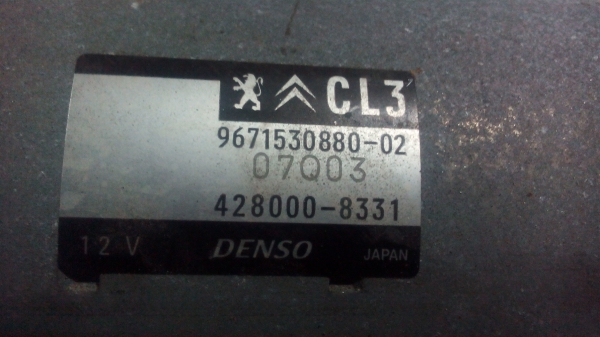 CL3
9671530880-02
07Q03
428000-8331
12 V DENSO JAPAN